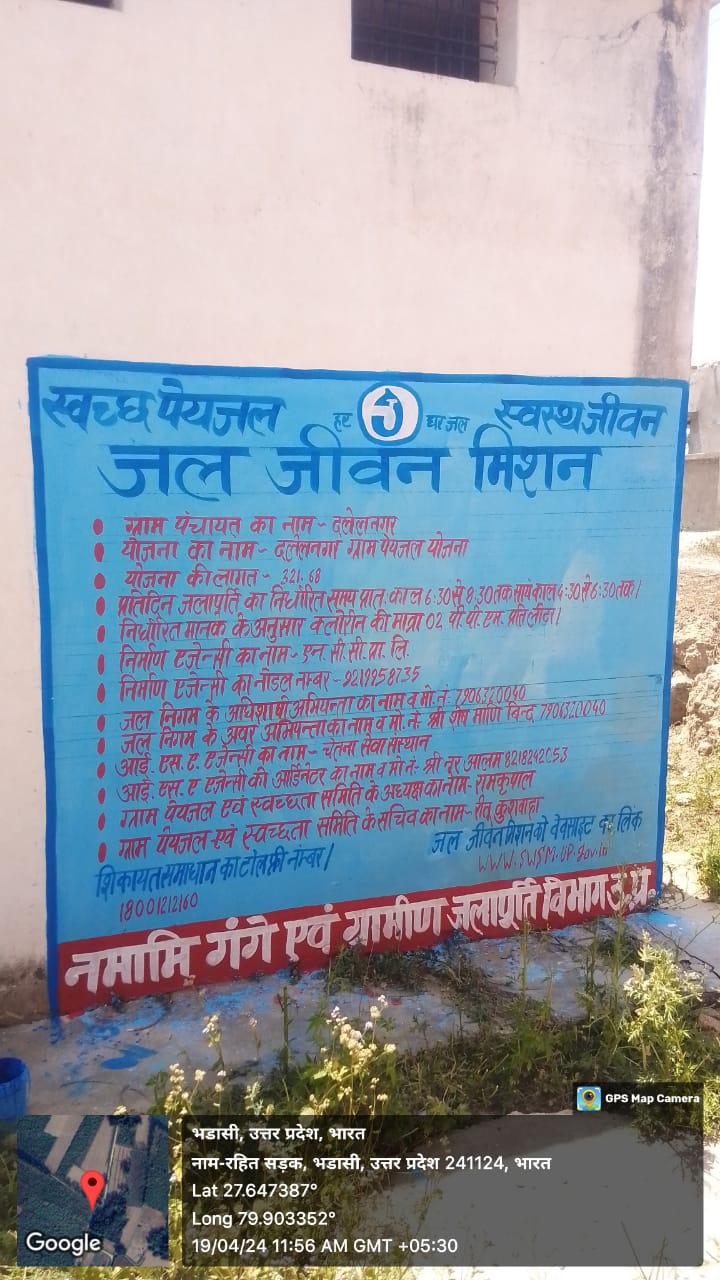 स्वच्छ पेयजल हर घर जल स्वस्थ जीवन
जल जीवन मिशन
• ग्राम पंचायत का नाम - दलेलनगर
• योजना का नाम - दलेलनगर ग्राम पेयजल योजना
• योजना की लागत - 321.68
• प्रतिदिन जलापूर्ति का निर्धारित समय प्रातः काल 6:30 से 8:30 तक सायं काल 4:30 से 6:30 तक।
• निर्धारित मानक के अनुसार क्लोरीन की मात्रा 02 पी.पी.एम. प्रति लीटर।
• निर्माण एजेन्सी का नाम - एन.सी.सी.प्रा.लि.
• निर्माण एजेन्सी का नोडल नम्बर - 9219958735
• जल निगम के अधिशाषी अभियन्ता का नाम व मो.नं. 7906320040
• जल निगम के अवर अभियन्ता का नाम व मो.नं. श्री शेष मणि बिन्द 7906320040
• आई.एस.ए. एजेन्सी का नाम - चेतना सेवा संस्थान
• आई.एस.ए एजेन्सी की आर्डिनेटर का नाम व मो.नं.- श्री नूर आलम 8218242053
• ग्राम पेयजल एवं स्वच्छता समिति के अध्यक्ष का नाम - रामकृपाल
• ग्राम पेयजल एवं स्वच्छता समिति के सचिव का नाम - रीतू कुशवाहा
शिकायत समाधान का टोल फ्री नम्बर।
18001212160
जल जीवन मिशन की वेबसाइट का लिंक
WWW.SWSM.UP.gov.in
नमामि गंगे एवं ग्रामीण जलापूर्ति विभाग उ.प्र.
GPS Map Camera
भडासी, उत्तर प्रदेश, भारत
नाम-रहित सड़क, भडासी, उत्तर प्रदेश 241124, भारत
Lat 27.647387°
Long 79.903352°
19/04/24 11:56 AM GMT +05:30
Google